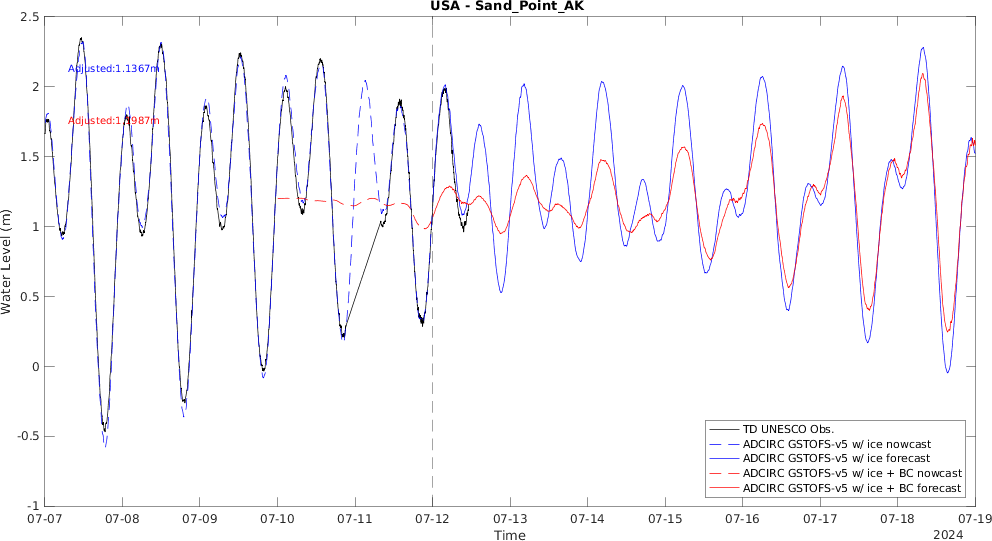 USA - Sand_Point_AK
2.5
2
1.5
1
0.5
0
-0.5
-1
Water Level (m)
Adjusted:1.1367m
07-07
07-08
07-09
07-10
07-11
07-12
07-13
07-14
07-15
07-16
07-17
07-18
07-19
Time
2024
TD UNESCO Obs.
ADCIRC GSTOFS-v5 w/ ice nowcast
ADCIRC GSTOFS-v5 w/ ice forecast
ADCIRC GSTOFS-v5 w/ ice + BC nowcast
ADCIRC GSTOFS-v5 w/ ice + BC forecast